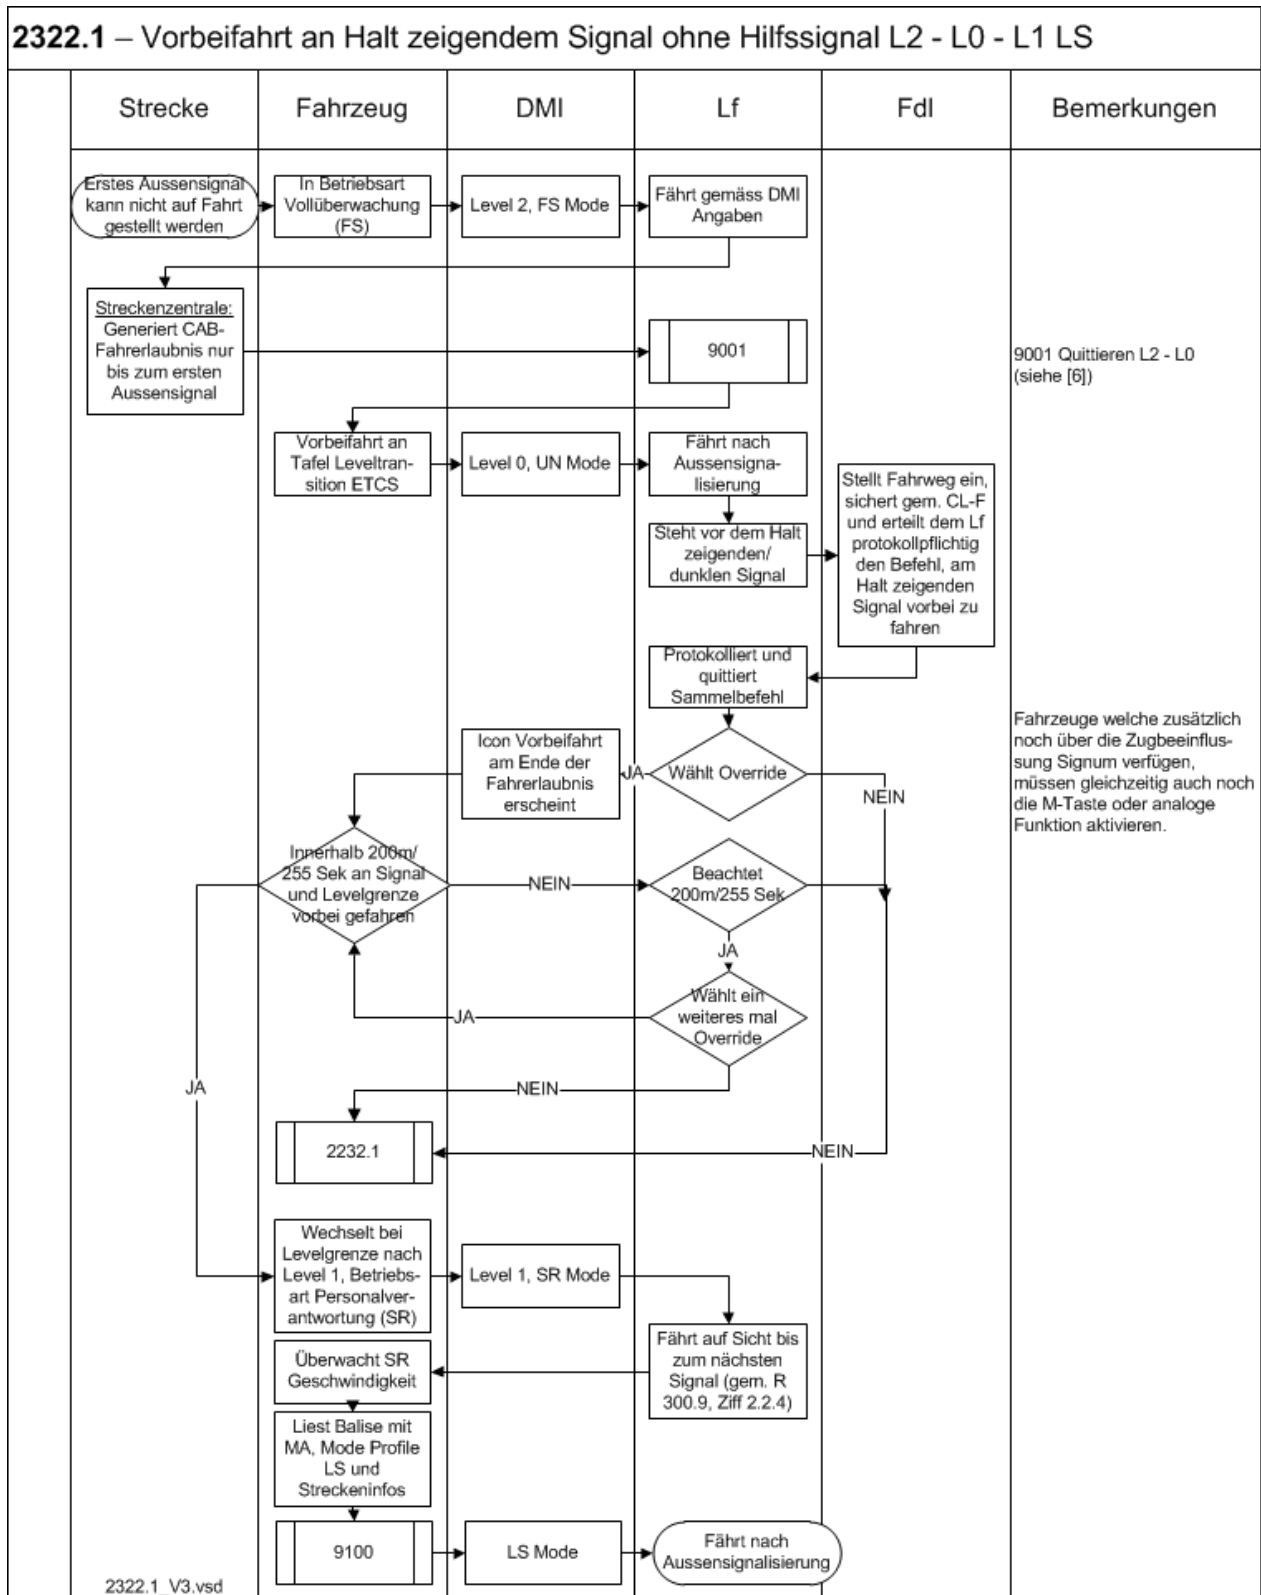 2322.1 – Vorbeifahrt an Halt zeigendem Signal ohne Hilfssignal L2 - L0 - L1 LS
Strecke
Fahrzeug
DMI
Lf
Fdl
Bemerkungen
Erstes Aussensignal
kann nicht auf Fahrt
gestellt werden
In Betriebsart
Vollüberwachung
(FS)
Level 2, FS Mode
Fährt gemäss DMI
Angaben
Streckenzentrale:
Generiert CAB-
Fahrerlaubnis nur
bis zum ersten
Aussensignal
9001
9001 Quittieren L2 - L0
(siehe [6])
Vorbeifahrt an
Tafel Leveltran-
sition ETCS
Level 0, UN Mode
Fährt nach
Aussensigna-
lisierung
Steht vor dem Halt
zeigenden/
dunklen Signal
Stellt Fahrweg ein,
sichert gem. CL-F
und erteilt dem Lf
protokollpflichtig
den Befehl, am
Halt zeigenden
Signal vorbei zu
fahren
Protokolliert und
quittiert
Sammelbefehl
Fahrzeuge welche zusätzlich
noch über die Zugbeeinflus-
sung Signum verfügen,
müssen gleichzeitig auch noch
die M-Taste oder analoge
Funktion aktivieren.
Icon Vorbeifahrt
am Ende der
Fahrerlaubnis
erscheint
JA
Wählt Override
NEIN
Innerhalb 200m/
255 Sek an Signal
und Levelgrenze
vorbei gefahren
NEIN
Beachtet
200m/255 Sek
JA
Wählt ein
weiteres mal
Override
JA
JA
NEIN
2232.1
NEIN
Wechselt bei
Levelgrenze nach
Level 1, Betriebs-
art Personalver-
antwortung (SR)
Level 1, SR Mode
Fährt auf Sicht bis
zum nächsten
Signal (gem. R
300.9, Ziff 2.2.4)
Überwacht SR
Geschwindigkeit
Liest Balise mit
MA, Mode Profile
LS und
Streckeninfos
9100
LS Mode
Fährt nach
Aussensignalisierung
2322.1_V3.vsd